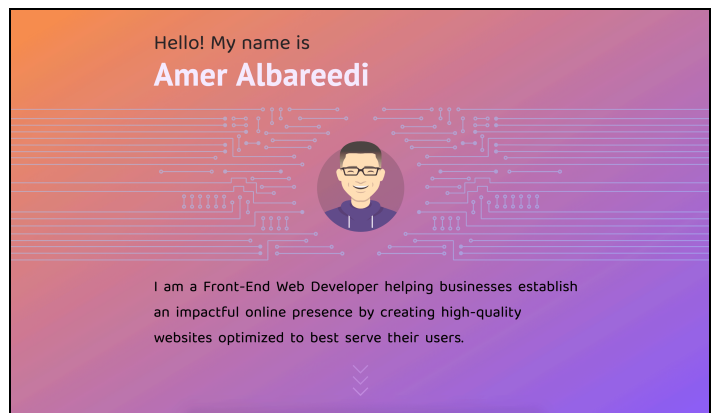 Hello! My name is
Amer Albareedi
I am a Front-End Web Developer helping businesses establish
an impactful online presence by creating high-quality
websites optimized to best serve their users.